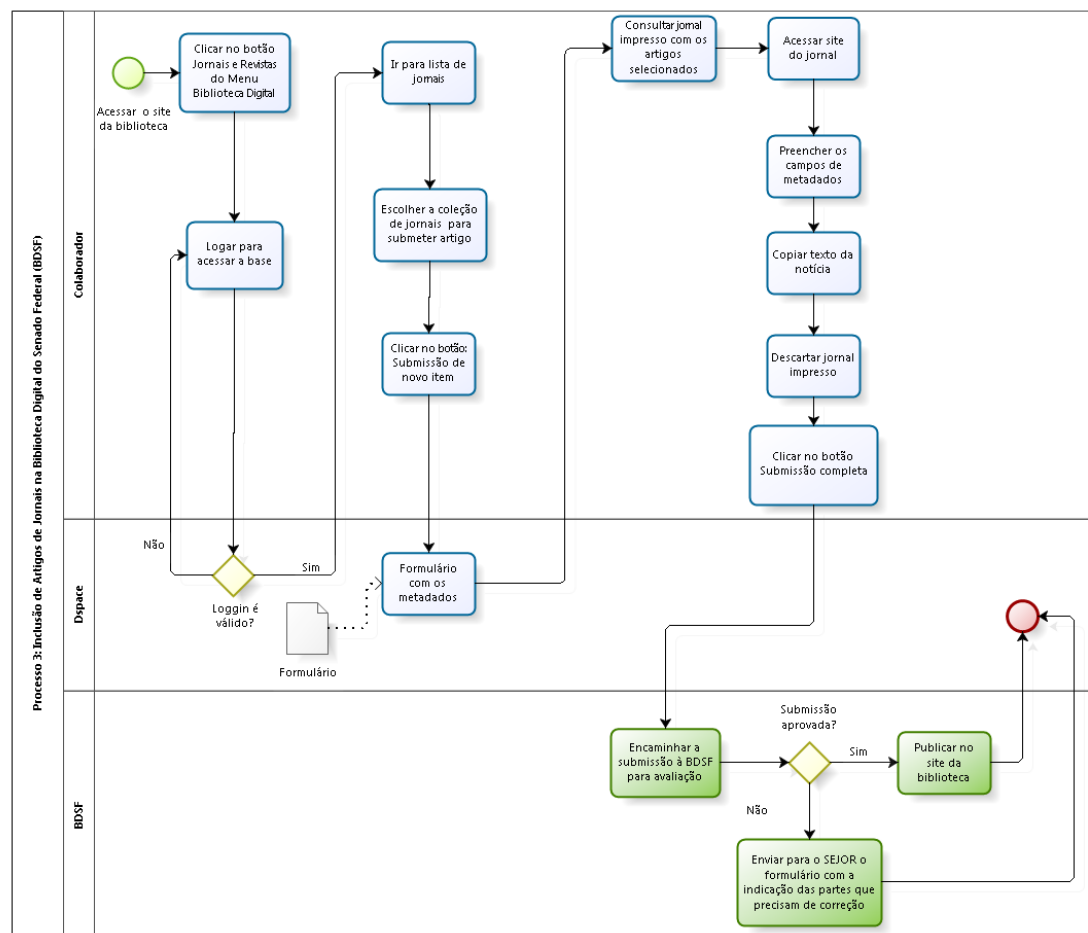 Processo 3: Inclusão de Artigos de Jornais na Biblioteca Digital do Senado Federal (BDSF)
Colaborador
Acessar o site
da biblioteca
Clicar no botão
Jornais e Revistas
do Menu
Biblioteca Digital
Logar para
acessar a base
Ir para lista de
jornais
Escolher a coleção
de jornais para
submeter artigo
Clicar no botão:
Submissão de
novo item
Consultar jornal
impresso com os
artigos
selecionados
Acessar site
do jornal
Preencher os
campos de
metadados
Copiar texto da
notícia
Descartar jornal
impresso
Clicar no botão
Submissão completa
Dspace
Não
Sim
Loggin é
válido?
Formulário
Formulário
com os
metadados
BDSF
Encaminhar a
submissão à BDSF
para avaliação
Submissão
aprovada?
Sim
Não
Publicar no
site da
biblioteca
Enviar para o SEJOR o
formulário com a
indicação das partes que
precisam de correção